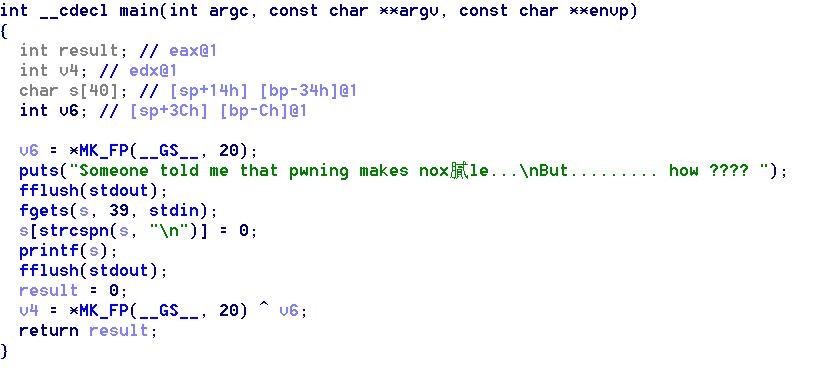 int __cdecl main(int argc, const char **argv, const char **envp)
{
  int result; // eax@1
  int v4; // edx@1
  char s[40]; // [sp+14h] [bp-34h]@1
  int v6; // [sp+3Ch] [bp-Ch]@1

  v6 = *MK_FP(__GS__, 20);
  puts("Someone told me that pwning makes nox膩le...\nBut......... how ???? ");
  fflush(stdout);
  fgets(s, 39, stdin);
  s[strcspn(s, "\n")] = 0;
  printf(s);
  fflush(stdout);
  result = 0;
  v4 = *MK_FP(__GS__, 20) ^ v6;
  return result;
}